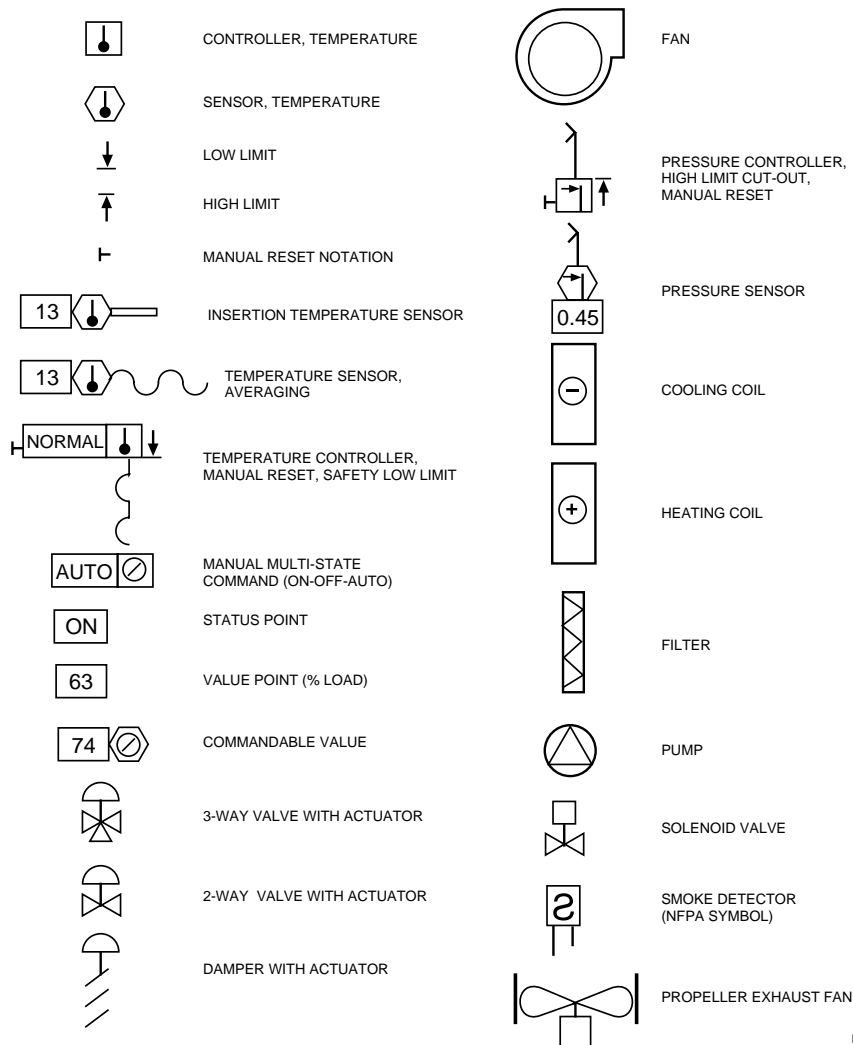 CONTROLLER, TEMPERATURE
SENSOR, TEMPERATURE
LOW LIMIT
HIGH LIMIT
MANUAL RESET NOTATION
13
INSERTION TEMPERATURE SENSOR
13
TEMPERATURE SENSOR,
AVERAGING
NORMAL
TEMPERATURE CONTROLLER,
MANUAL RESET, SAFETY LOW LIMIT
AUTO
MANUAL MULTI-STATE
COMMAND (ON-OFF-AUTO)
ON
STATUS POINT
63
VALUE POINT (% LOAD)
74
COMMANDABLE VALUE
3-WAY VALVE WITH ACTUATOR
2-WAY VALVE WITH ACTUATOR
DAMPER WITH ACTUATOR
FAN
PRESSURE CONTROLLER,
HIGH LIMIT CUT-OUT,
MANUAL RESET
PRESSURE SENSOR
0.45
COOLING COIL
HEATING COIL
FILTER
PUMP
SOLENOID VALVE
S
SMOKE DETECTOR
(NFPA SYMBOL)
PROPELLER EXHAUST FAN